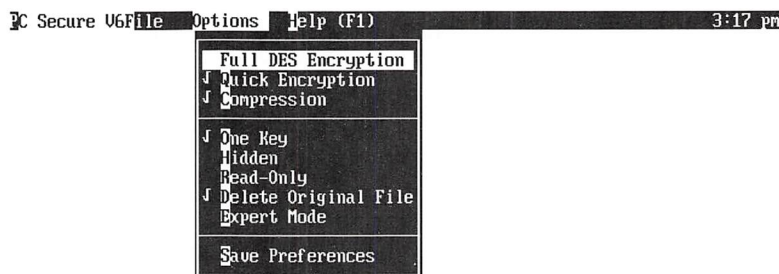 PC Secure V6 File Options Help (F1) 3:17 pm
Full DES Encryption
√ Quick Encryption
√ Compression
√ One Key
Hidden
Read-Only
√ Delete Original File
Expert Mode
Save Preferences